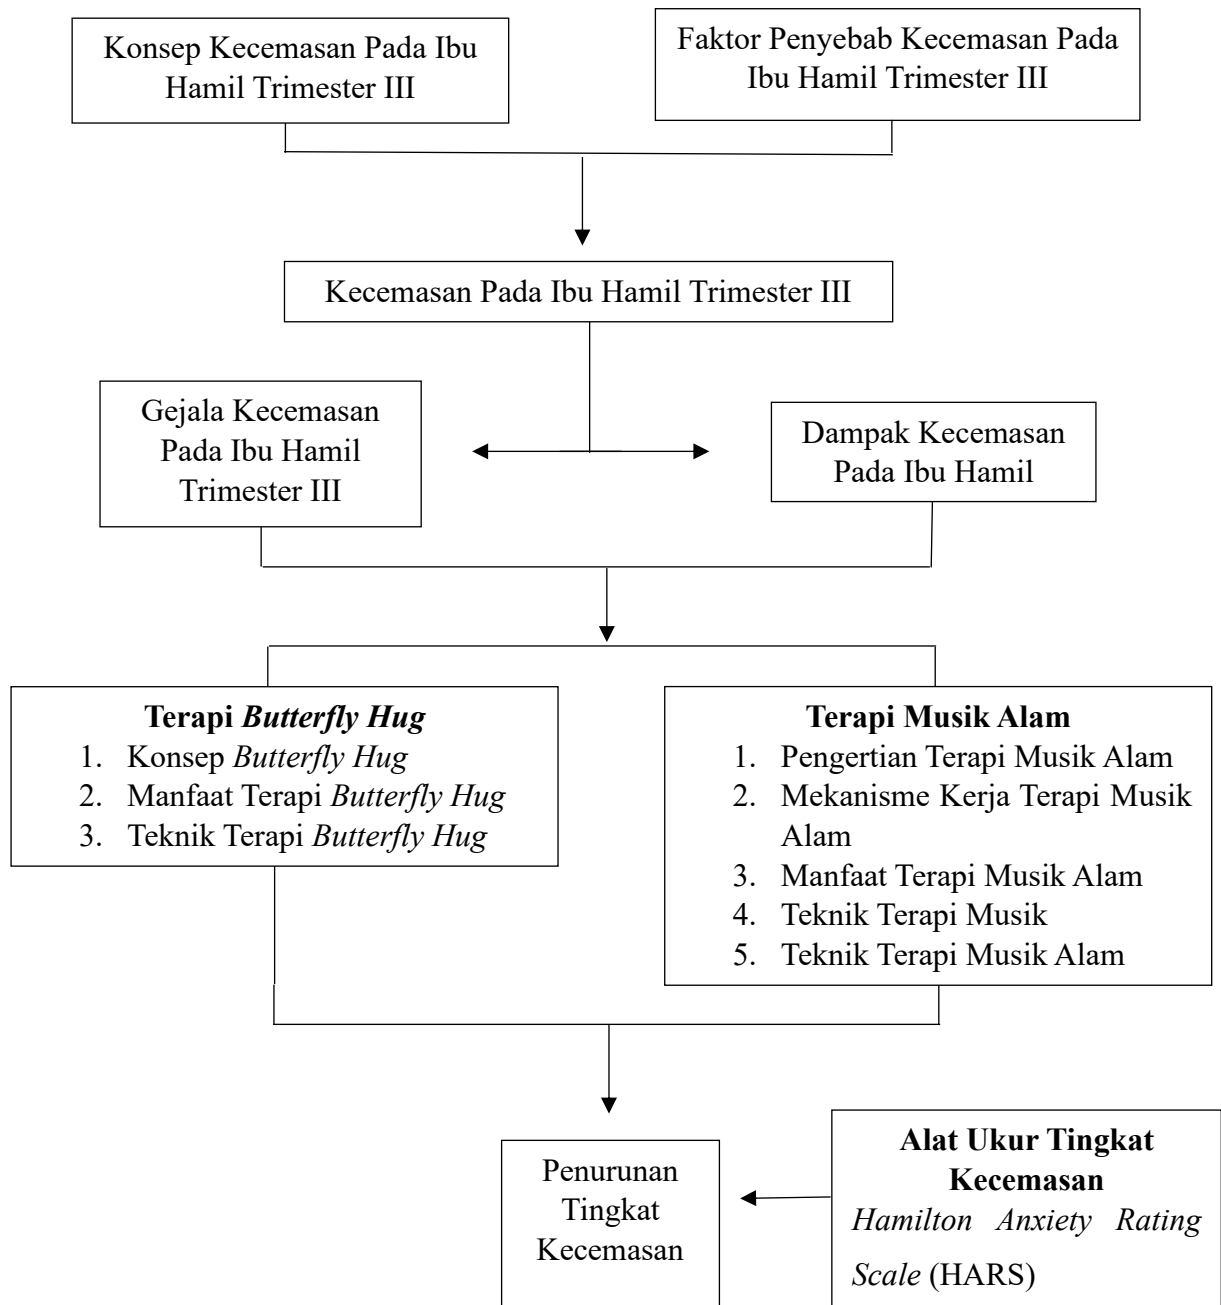 Konsep Kecemasan Pada Ibu
Hamil Trimester III
Faktor Penyebab Kecemasan Pada
Ibu Hamil Trimester III
Kecemasan Pada Ibu Hamil Trimester III
Gejala Kecemasan
Pada Ibu Hamil
Trimester III
Dampak Kecemasan
Pada Ibu Hamil
Terapi Butterfly Hug
1. Konsep Butterfly Hug
2. Manfaat Terapi Butterfly Hug
3. Teknik Terapi Butterfly Hug
Terapi Musik Alam
1. Pengertian Terapi Musik Alam
2. Mekanisme Kerja Terapi Musik
Alam
3. Manfaat Terapi Musik Alam
4. Teknik Terapi Musik
5. Teknik Terapi Musik Alam
Penurunan
Tingkat
Kecemasan
Alat Ukur Tingkat
Kecemasan
Hamilton Anxiety Rating
Scale (HARS)